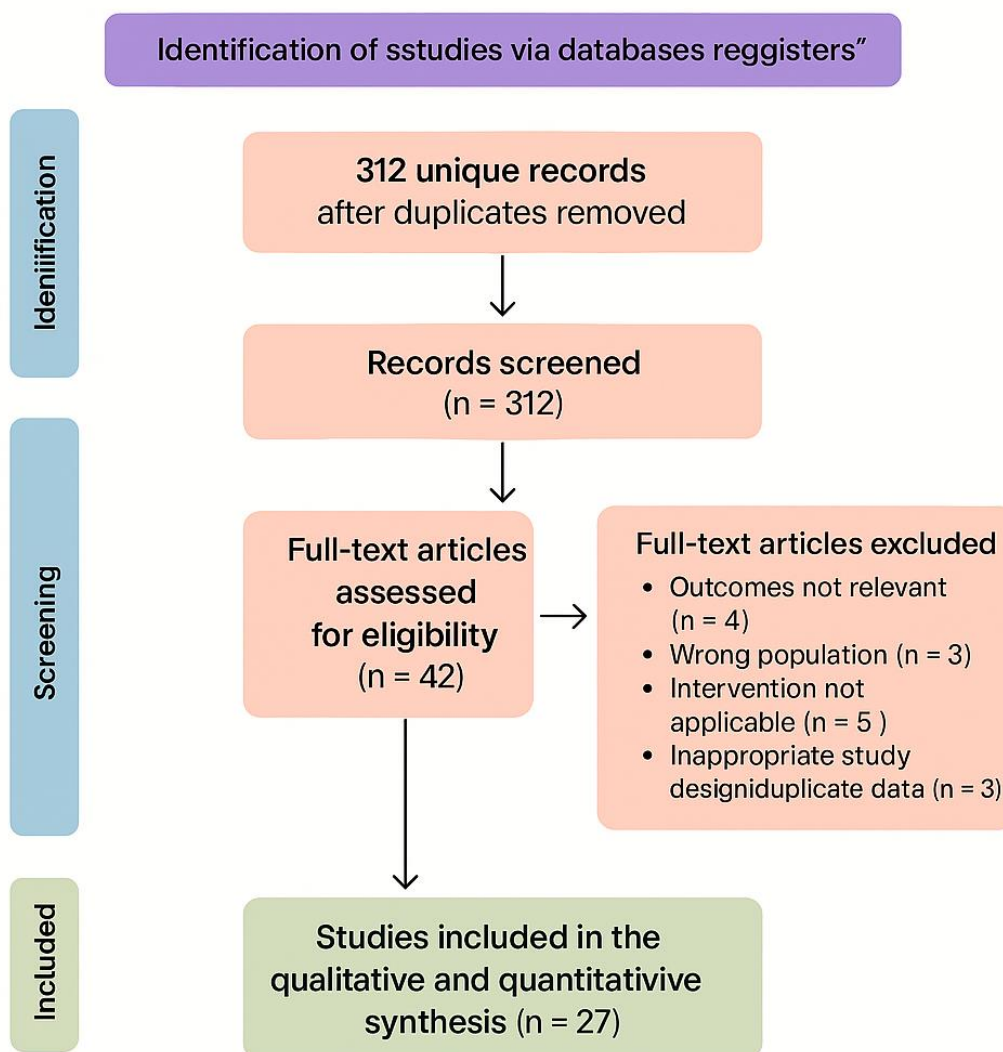 Identification of sstudies via databases reggisters”
Ideniiification
312 unique records
after duplicates removed
Records screened
(n = 312)
Screening
Full-text articles
assessed
for eligibility
(n = 42)
Full-text articles excluded
• Outcomes not relevant
(n = 4)
• Wrong population (n = 3)
• Intervention not
applicable (n = 5 )
• Inappropriate study
designiduplicate data (n = 3)
Included
Studies included in the
qualitative and quantitativive
synthesis (n = 27)